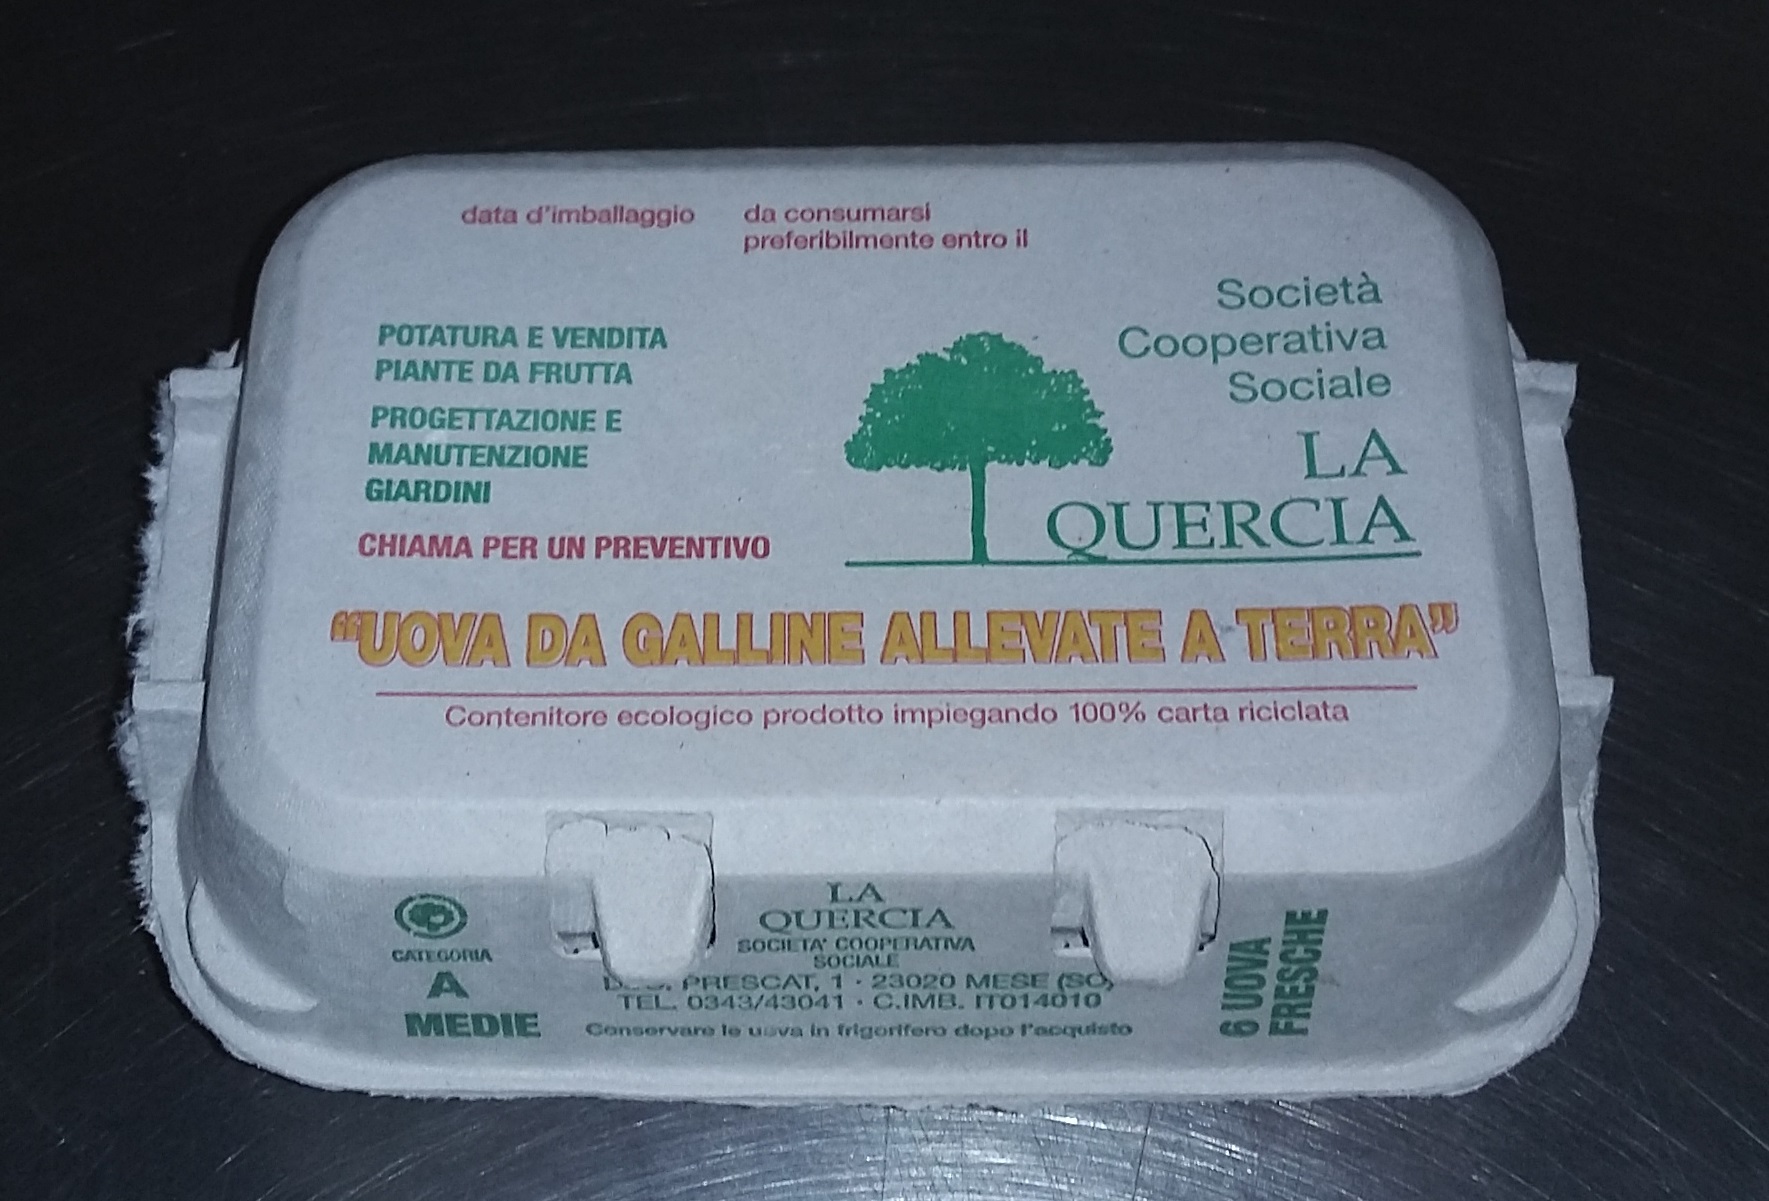 data d'imballaggio
da consumarsi
preferibilmente entro il
POTATURA E VENDITA
PIANTE DA FRUTTA
PROGETTAZIONE E
MANUTENZIONE
GIARDINI
CHIAMA PER UN PREVENTIVO
Società
Cooperativa
Sociale
LA
QUERCIA
“UOVA DA GALLINE ALLEVATE A TERRA”
Contenitore ecologico prodotto impiegando 100% carta riciclata
CATEGORIA
A
MEDIE
LA
QUERCIA
SOCIETA' COOPERATIVA
SOCIALE
PRESCAT, 1 · 23020 MESE (SO)
TEL. 0343/43041 · C.IMB. IT014010
Conservare le uova in frigorifero dopo l'acquisto
6 UOVA
FRESCHE